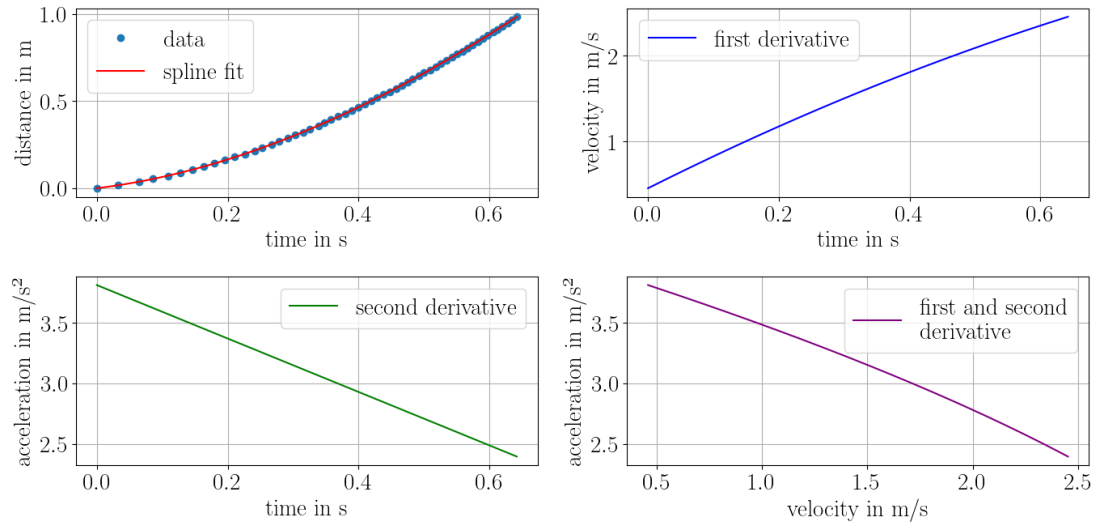 1.0
0.5
0.0
distance in m
data
spline fit
0.0 0.2 0.4 0.6
time in s
2
1
velocity in m/s
first derivative
0.0 0.2 0.4 0.6
time in s
3.5
3.0
2.5
acceleration in m/s²
second derivative
0.0 0.2 0.4 0.6
time in s
3.5
3.0
2.5
acceleration in m/s²
first and second
derivative
0.5 1.0 1.5 2.0 2.5
velocity in m/s